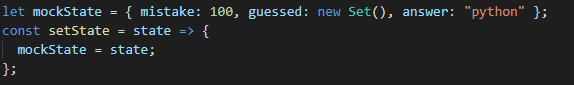 let mockState = { mistake: 100, guessed: new Set(), answer: "python" };
const setState = state => {
  mockState = state;
};